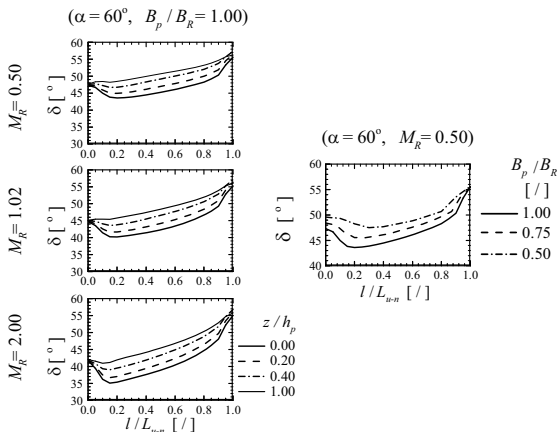 (α=60°, B_p/B_R=1.00)
M_R=0.50
δ [°]
60
55
50
45
40
35
30
0.0 0.2 0.4 0.6 0.8 1.0
M_R=1.02
δ [°]
60
55
50
45
40
35
30
0.0 0.2 0.4 0.6 0.8 1.0
M_R=2.00
δ [°]
60
55
50
45
40
35
30
0.0 0.2 0.4 0.6 0.8 1.0
l/L_{u-n} [/]
z/h_p
0.00
0.20
0.40
1.00
(α=60°, M_R=0.50)
δ [°]
60
55
50
45
40
0.0 0.2 0.4 0.6 0.8 1.0
l/L_{u-n} [/]
B_p/B_R
[/]
1.00
0.75
0.50